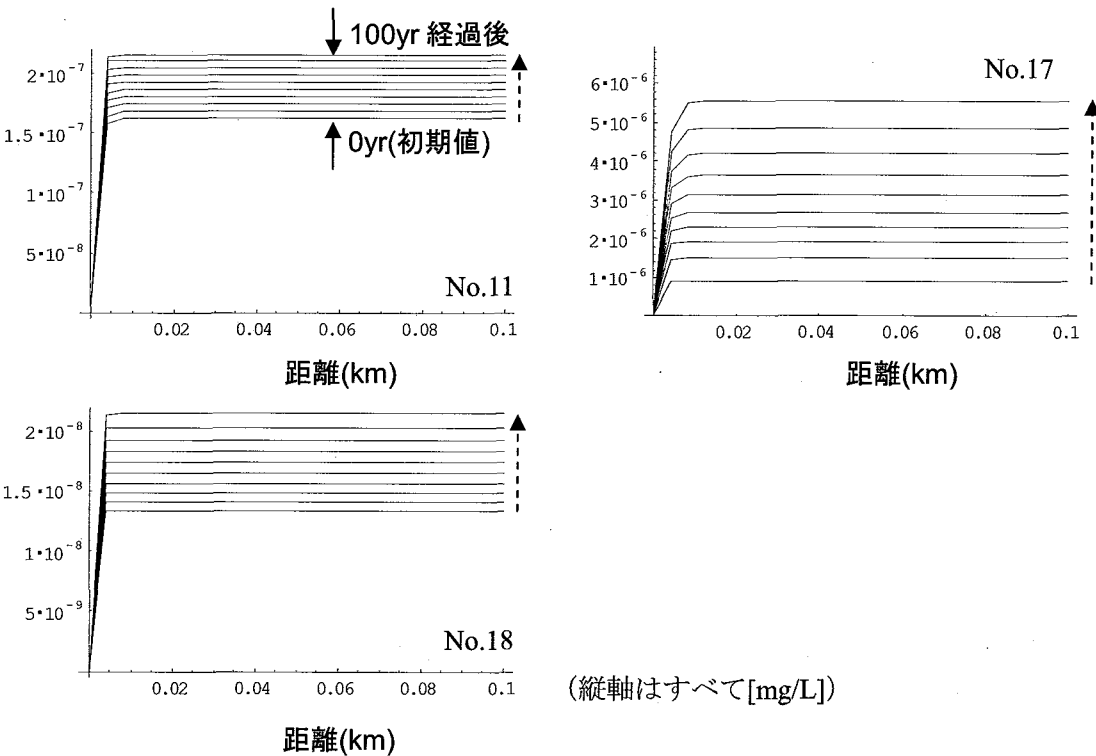 100yr 経過後
2•10⁻⁷
1.5•10⁻⁷
0yr(初期値)
1•10⁻⁷
5•10⁻⁸
No.11
0.02 0.04 0.06 0.08 0.1
距離(km)
No.17
6•10⁻⁶
5•10⁻⁶
4•10⁻⁶
3•10⁻⁶
2•10⁻⁶
1•10⁻⁶
0.02 0.04 0.06 0.08 0.1
距離(km)
2•10⁻⁸
1.5•10⁻⁸
1•10⁻⁸
5•10⁻⁹
No.18
0.02 0.04 0.06 0.08 0.1
距離(km)
(縦軸はすべて[mg/L])